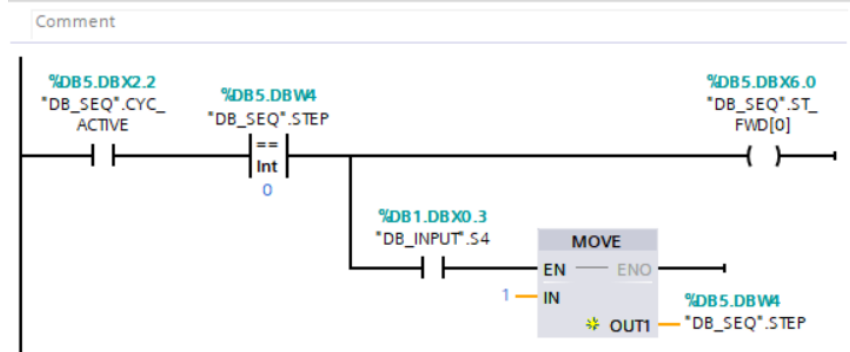 Comment
%DB5.DBX2.2
"DB_SEQ".CYC_
ACTIVE
%DB5.DBW4
"DB_SEQ".STEP
==
Int
0
%DB5.DBX6.0
"DB_SEQ".ST_
FWD[0]
%DB1.DBX0.3
"DB_INPUT".S4
MOVE
EN
ENO
1
IN
OUT1
%DB5.DBW4
"DB_SEQ".STEP